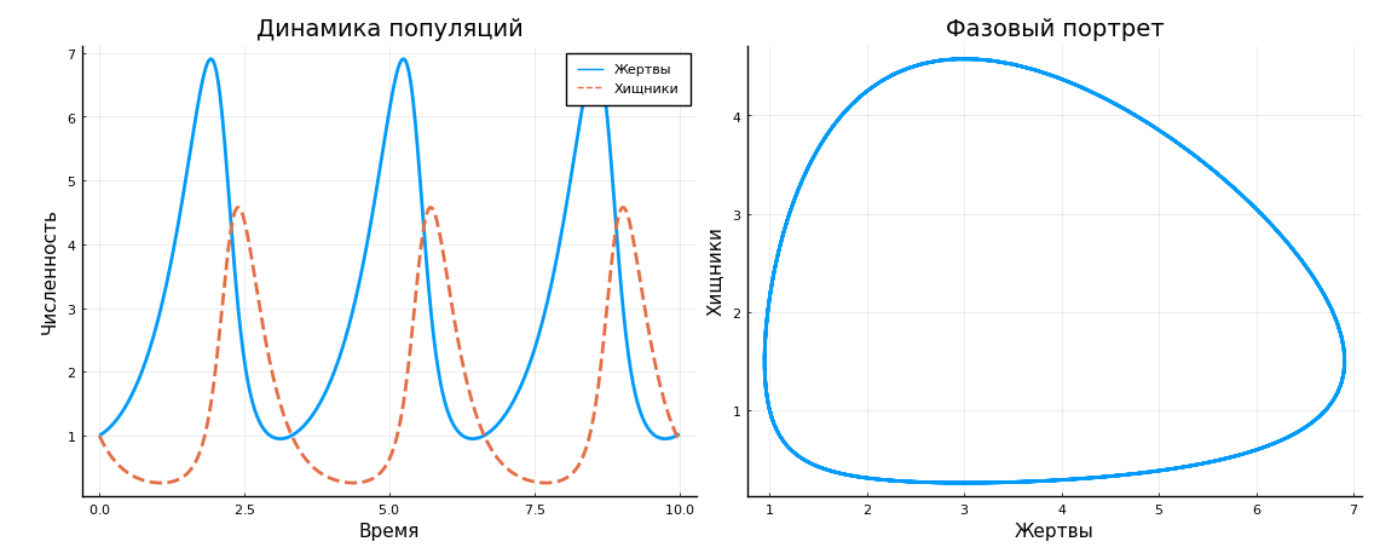 Динамика популяций
Численность
7
6
5
4
3
2
1
Жертвы
Хищники
0.0
2.5
5.0
7.5
10.0
Время
Фазовый портрет
Хищники
4
3
2
1
1
2
3
4
5
6
7
Жертвы